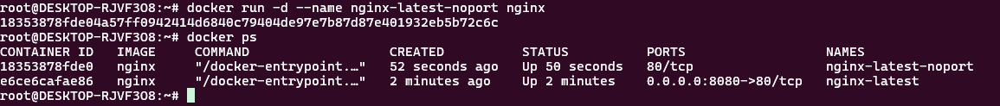 root@DESKTOP-RJVF3O8:~# docker run -d --name nginx-latest-noport nginx
18353878fde04a57ff0942414d6840c79404de97e7b87d87e401932eb5b72c6c
root@DESKTOP-RJVF3O8:~# docker ps
CONTAINER ID   IMAGE     COMMAND                  CREATED          STATUS          PORTS                  NAMES
18353878fde0   nginx     "/docker-entrypoint.…"   52 seconds ago   Up 50 seconds   80/tcp                 nginx-latest-noport
e6ce6cafae86   nginx     "/docker-entrypoint.…"   2 minutes ago    Up 2 minutes    0.0.0.0:8080->80/tcp   nginx-latest
root@DESKTOP-RJVF3O8:~#